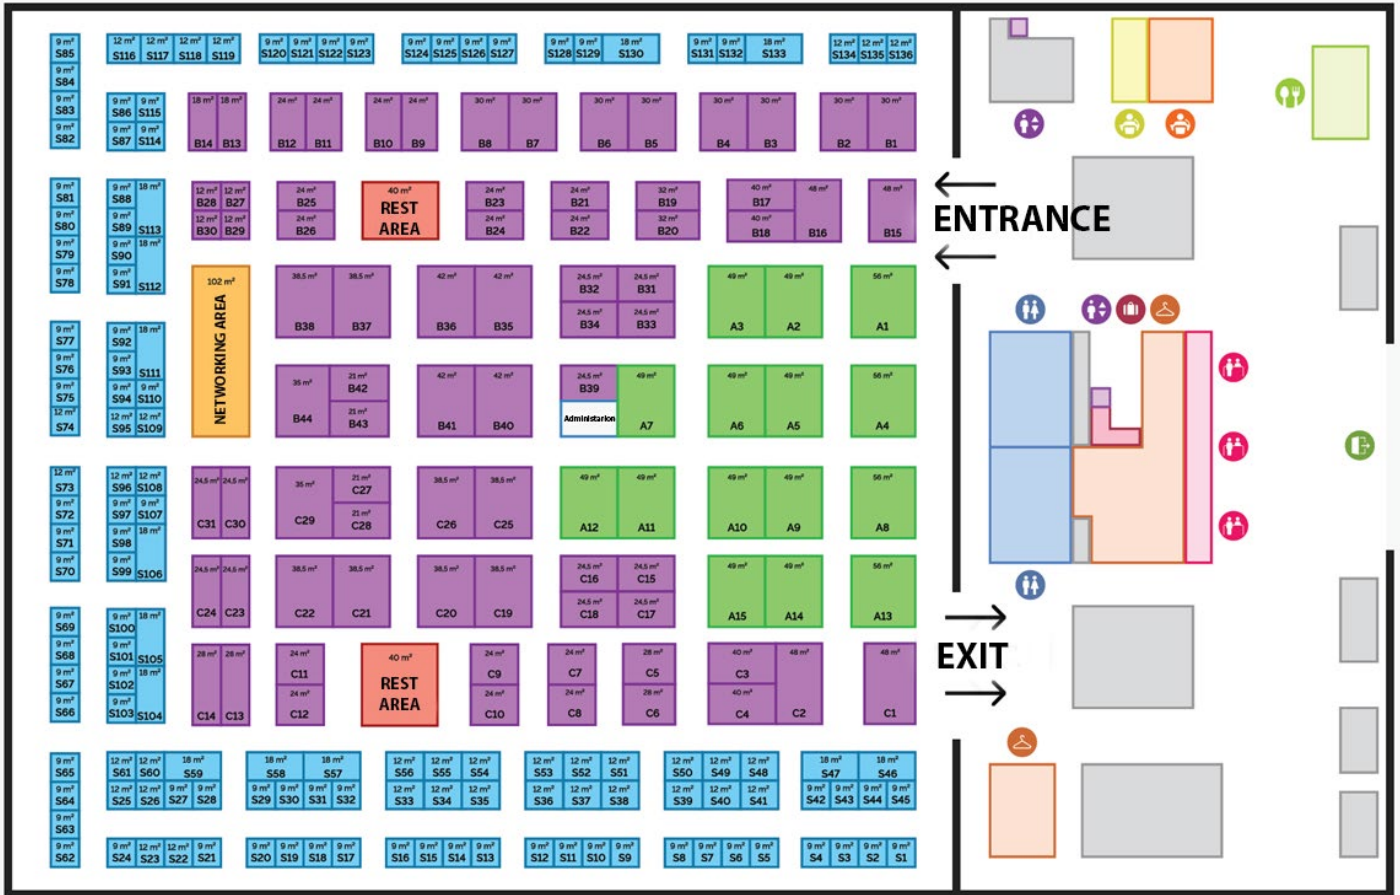 9 m² 12 m² 12 m² 12 m² 12 m² 9 m² 9 m² 9 m² 9 m² 9 m² 9 m² 9 m² 9 m² 9 m² 9 m² 18 m² 9 m² 9 m² 18 m² 12 m² 12 m² 12 m²
S85 S116 S117 S118 S119 S120 S121 S122 S123 S124 S125 S126 S127 S128 S129 S130 S131 S132 S133 S134 S135 S136
9 m²
S84
9 m² 9 m² 9 m² 18 m² 18 m² 24 m² 24 m² 24 m² 24 m² 30 m² 30 m² 30 m² 30 m² 30 m² 30 m² 30 m² 30 m²
S83 S86 S115
9 m² 9 m² 9 m²
S82 S87 S114 B14 B13 B12 B11 B10 B9 B8 B7 B6 B5 B4 B3 B2 B1
9 m² 9 m² 18 m² 12 m² 12 m² 24 m² 40 m² 24 m² 24 m² 32 m² 40 m² 48 m² 48 m²
S81 S88 B28 B27 B25 REST B23 B21 B19 B17
9 m² 9 m² 12 m² 12 m² 24 m² 24 m² 24 m² 32 m² 40 m²
S80 S89 S113 B30 B29 B26 AREA B24 B22 B20 B18 B16 B15
ENTRANCE
9 m² 9 m² 18 m²
S79 S90
9 m² 9 m²
S78 S91 S112
102 m² 38,5 m² 38,5 m² 42 m² 42 m² 24,5 m² 24,5 m² 49 m² 49 m² 56 m²
B32 B31
24,5 m² 24,5 m²
B38 B37 B36 B35 B34 B33 A3 A2 A1
NETWORKING AREA
9 m² 9 m² 18 m²
S77 S92
9 m² 9 m²
S76 S93 S111
9 m² 9 m² 9 m²
S75 S94 S110
12 m² 12 m² 12 m²
S74 S95 S109
35 m² 21 m² 42 m² 42 m² 24,5 m² 49 m² 49 m² 49 m² 56 m²
B42 B39
21 m² Administarion
B44 B43 B41 B40 A7 A6 A5 A4
12 m² 12 m² 12 m² 24,5 m² 24,5 m² 35 m² 21 m² 38,5 m² 38,5 m² 49 m² 49 m² 49 m² 49 m² 56 m²
S73 S96 S108 C27
9 m² 9 m² 9 m² 21 m²
S72 S97 S107 C31 C30 C29 C28 C26 C25 A12 A11 A10 A9 A8
9 m² 9 m² 18 m²
S71 S98
9 m² 9 m²
S70 S99 S106
24,5 m² 24,5 m² 38,5 m² 38,5 m² 38,5 m² 38,5 m² 24,5 m² 24,5 m² 49 m² 49 m² 56 m²
C16 C15
24,5 m² 24,5 m²
C24 C23 C22 C21 C20 C19 C18 C17 A15 A14 A13
9 m² 9 m² 18 m²
S69 S100
9 m² 9 m²
S68 S101 S105
9 m² 9 m² 18 m²
S67 S102
9 m² 9 m²
S66 S103 S104
28 m² 28 m² 24 m² 40 m² 24 m² 24 m² 28 m² 40 m² 48 m² 48 m²
C11 REST C9 C7 C5 C3
24 m² 24 m² 24 m² 28 m² 40 m²
C14 C13 C12 AREA C10 C8 C6 C4 C2 C1
EXIT
9 m² 12 m² 12 m² 18 m² 18 m² 18 m² 12 m² 12 m² 12 m² 12 m² 12 m² 12 m² 12 m² 12 m² 12 m² 18 m² 18 m²
S65 S61 S60 S59 S58 S57 S56 S55 S54 S53 S52 S51 S50 S49 S48 S47 S46
9 m² 12 m² 12 m² 9 m² 9 m² 9 m² 9 m² 9 m² 9 m² 12 m² 12 m² 12 m² 12 m² 12 m² 12 m² 12 m² 12 m² 12 m² 9 m² 9 m² 9 m² 9 m²
S64 S25 S26 S27 S28 S29 S30 S31 S32 S33 S34 S35 S36 S37 S38 S39 S40 S41 S42 S43 S44 S45
9 m²
S63
9 m² 9 m² 12 m² 12 m² 9 m² 9 m² 9 m² 9 m² 9 m² 9 m² 9 m² 9 m² 9 m² 9 m² 9 m² 9 m² 9 m² 9 m² 9 m² 9 m² 9 m² 9 m² 9 m² 9 m² 9 m²
S62 S24 S23 S22 S21 S20 S19 S18 S17 S16 S15 S14 S13 S12 S11 S10 S9 S8 S7 S6 S5 S4 S3 S2 S1